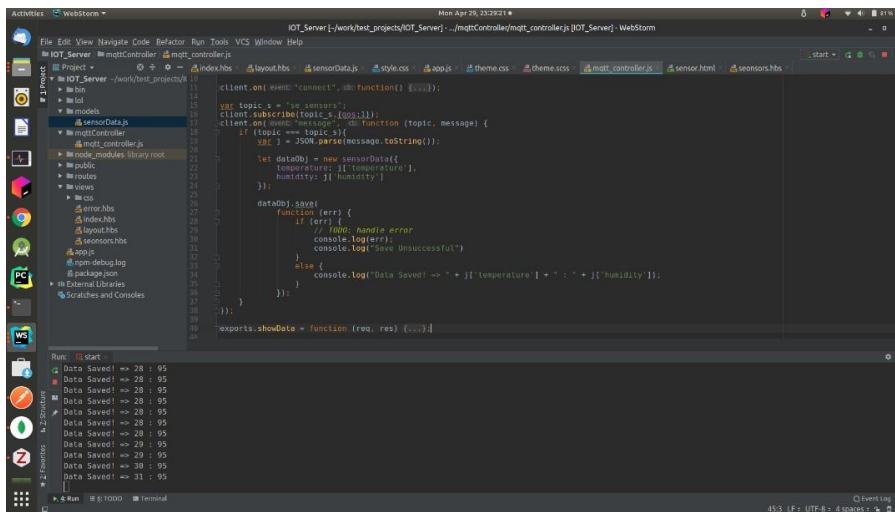 Activities
WebStorm
Mon Apr 29, 23:29:21
81%
IOT_Server [~/work/test_projects/IOT_Server] - .../mqttController/mqtt_controller.js [IOT_Server] - WebStorm
File Edit View Navigate Code Refactor Run Tools VCS Window Help
IOT_Server mqttController mqtt_controller.js
start
Project
index.hbs layout.hbs sensorData.js style.css app.js theme.css theme.scss mqtt_controller.js sensor.html seonsors.hbs
IOT_Server ~/work/test_projects/I
bin
lol
models
sensorData.js
mqttController
mqtt_controller.js
node_modules library root
public
routes
views
css
error.hbs
index.hbs
layout.hbs
seonsors.hbs
app.js
npm-debug.log
package.json
External Libraries
Scratches and Consoles
client.on( event: "connect", cb: function() {...});
var topic_s = "se_sensors";
client.subscribe(topic_s,{qos:1});
client.on( event: "message", cb: function (topic, message) {
if (topic === topic_s){
var j = JSON.parse(message.toString());
let dataObj = new sensorData({
temperature: j['temperature'],
humidity: j['humidity']
});
dataObj.save(
function (err) {
if (err) {
// TODO: handle error
console.log(err);
console.log("Save Unsuccessful")
}
else {
console.log("Data Saved! => " + j['temperature'] + " : " + j['humidity']);
}
});
}
});
exports.showData = function (req, res) {...};
Run: start
Data Saved! => 28 : 95
Data Saved! => 28 : 95
Data Saved! => 28 : 95
Data Saved! => 28 : 95
Data Saved! => 28 : 95
Data Saved! => 28 : 95
Data Saved! => 28 : 95
Data Saved! => 29 : 95
Data Saved! => 29 : 95
Data Saved! => 30 : 95
Data Saved! => 31 : 95
4: Run 6: TODO Terminal
Event Log
45:3 LF: UTF-8: 4 spaces:
1: Project
Z: Structure
2: Favorites
PC
WS
Z